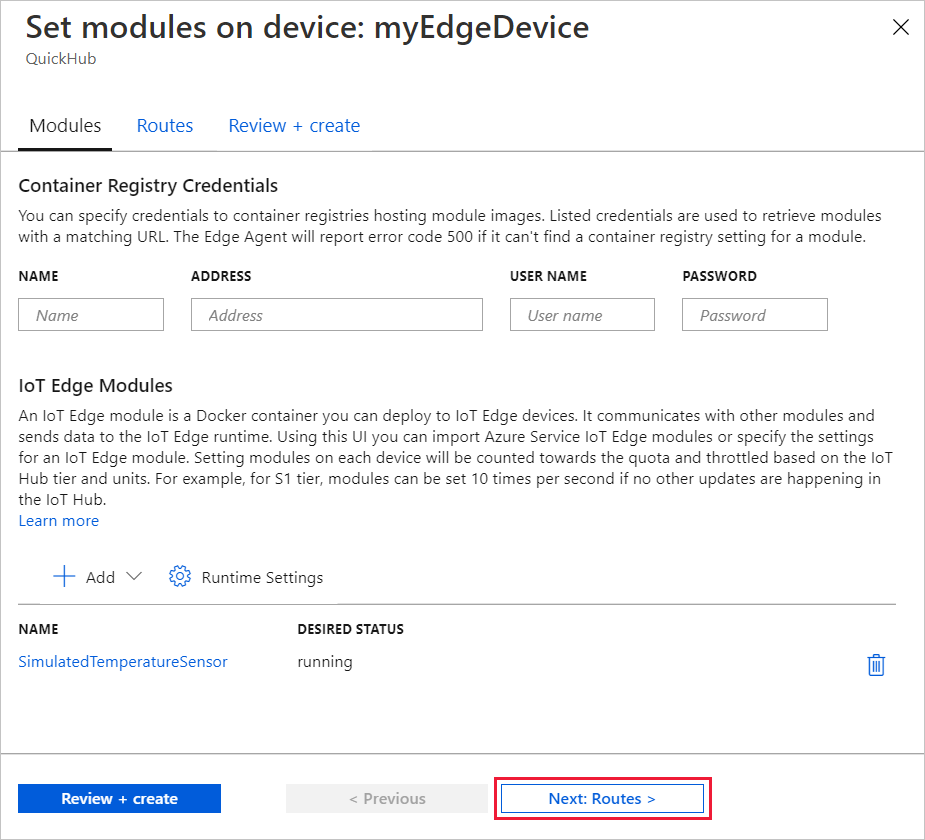 Set modules on device: myEdgeDevice
QuickHub
Modules Routes Review + create
Container Registry Credentials
You can specify credentials to container registries hosting module images. Listed credentials are used to retrieve modules
with a matching URL. The Edge Agent will report error code 500 if it can't find a container registry setting for a module.
NAME ADDRESS USER NAME PASSWORD
Name Address User name Password
IoT Edge Modules
An IoT Edge module is a Docker container you can deploy to IoT Edge devices. It communicates with other modules and
sends data to the IoT Edge runtime. Using this UI you can import Azure Service IoT Edge modules or specify the settings
for an IoT Edge module. Setting modules on each device will be counted towards the quota and throttled based on the IoT
Hub tier and units. For example, for S1 tier, modules can be set 10 times per second if no other updates are happening in
the IoT Hub.
Learn more
Add Runtime Settings
NAME DESIRED STATUS
SimulatedTemperatureSensor running
Review + create < Previous Next: Routes >